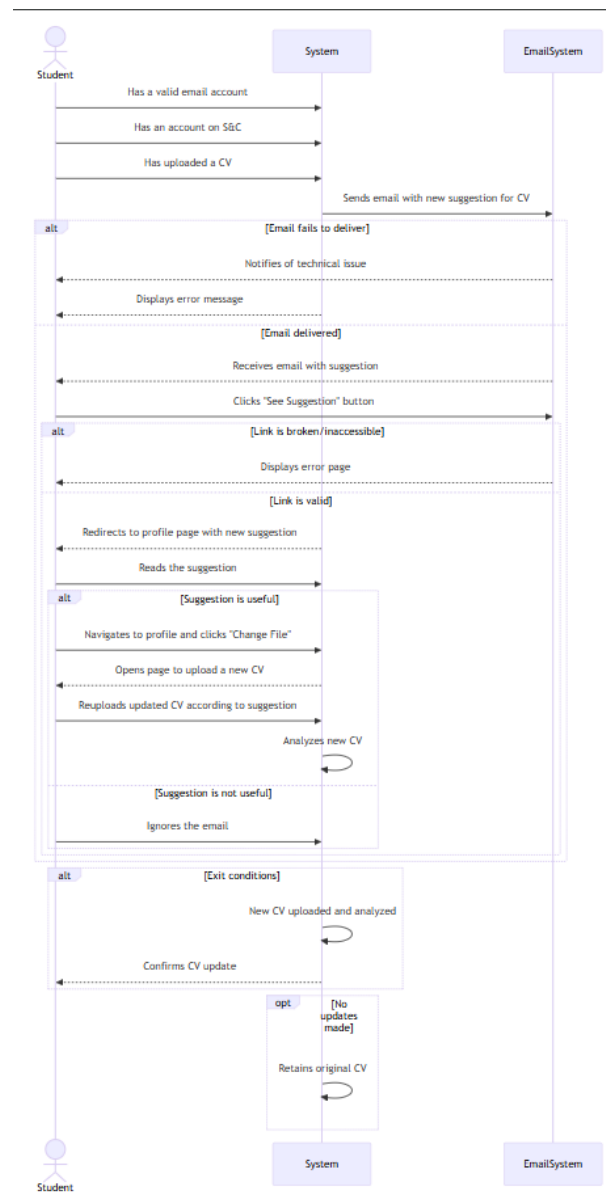 Student
System
EmailSystem
Has a valid email account
Has an account on S&C
Has uploaded a CV
Sends email with new suggestion for CV
alt
[Email fails to deliver]
Notifies of technical issue
Displays error message
[Email delivered]
Receives email with suggestion
Clicks "See Suggestion" button
alt
[Link is broken/inaccessible]
Displays error page
[Link is valid]
Redirects to profile page with new suggestion
Reads the suggestion
alt
[Suggestion is useful]
Navigates to profile and clicks "Change File"
Opens page to upload a new CV
Reuploads updated CV according to suggestion
Analyzes new CV
[Suggestion is not useful]
Ignores the email
alt
[Exit conditions]
New CV uploaded and analyzed
Confirms CV update
opt
[No
updates
made]
Retains original CV
Student
System
EmailSystem